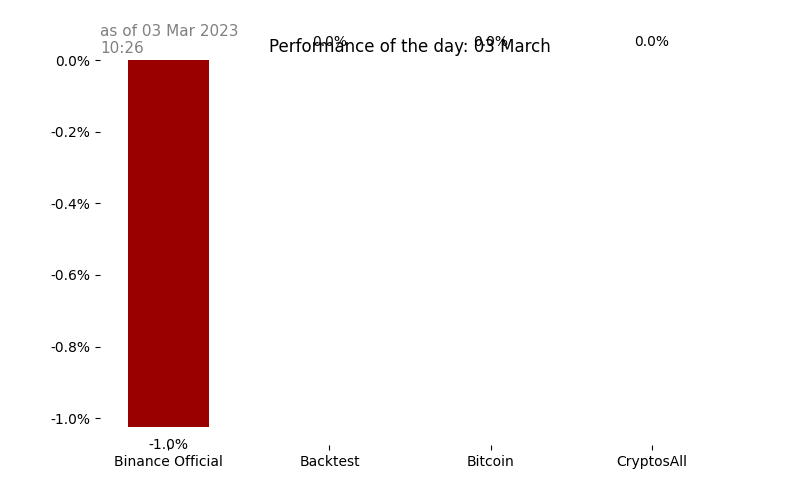 as of 03 Mar 2023
10:26
Performance of the day: 03 March
0.0%
0.0%
0.0%
0.0%
-0.2%
-0.4%
-0.6%
-0.8%
-1.0%
-1.0%
Binance Official
Backtest
Bitcoin
CryptosAll